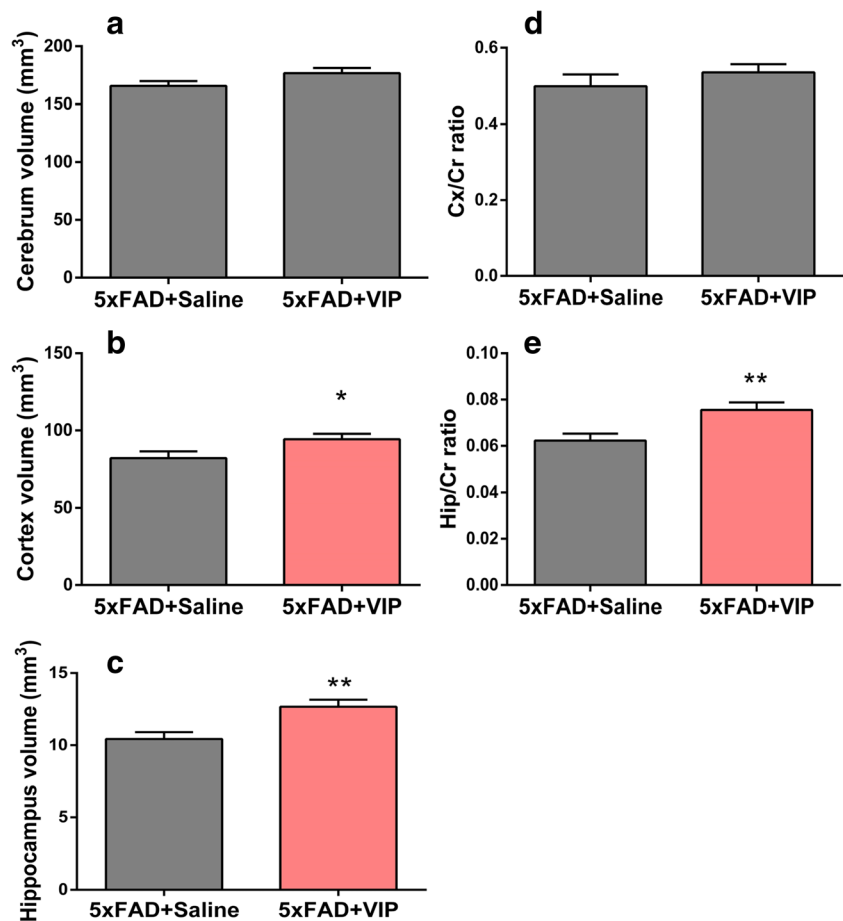 a
Cerebrum volume (mm³)
200
150
100
50
0
5xFAD+Saline 5xFAD+VIP
b
Cortex volume (mm³)
150
100
50
0
*
5xFAD+Saline 5xFAD+VIP
c
Hippocampus volume (mm³)
15
10
5
0
**
5xFAD+Saline 5xFAD+VIP
d
Cx/Cr ratio
0.6
0.4
0.2
0.0
5xFAD+Saline 5xFAD+VIP
e
Hip/Cr ratio
0.10
0.08
0.06
0.04
0.02
0.00
**
5xFAD+Saline 5xFAD+VIP